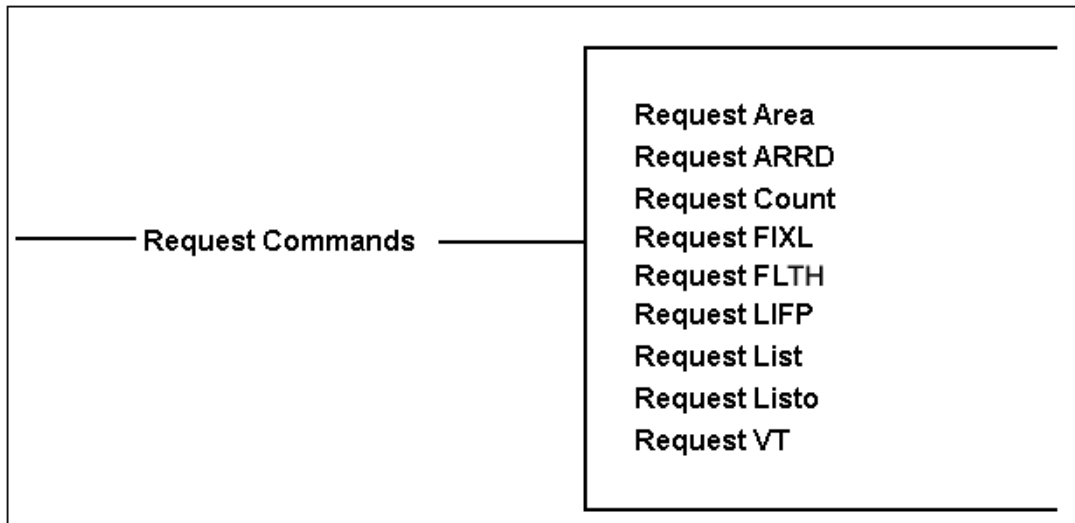 Request Commands
Request Area
Request ARRD
Request Count
Request FIXL
Request FLTH
Request LIFP
Request List
Request Listo
Request VT